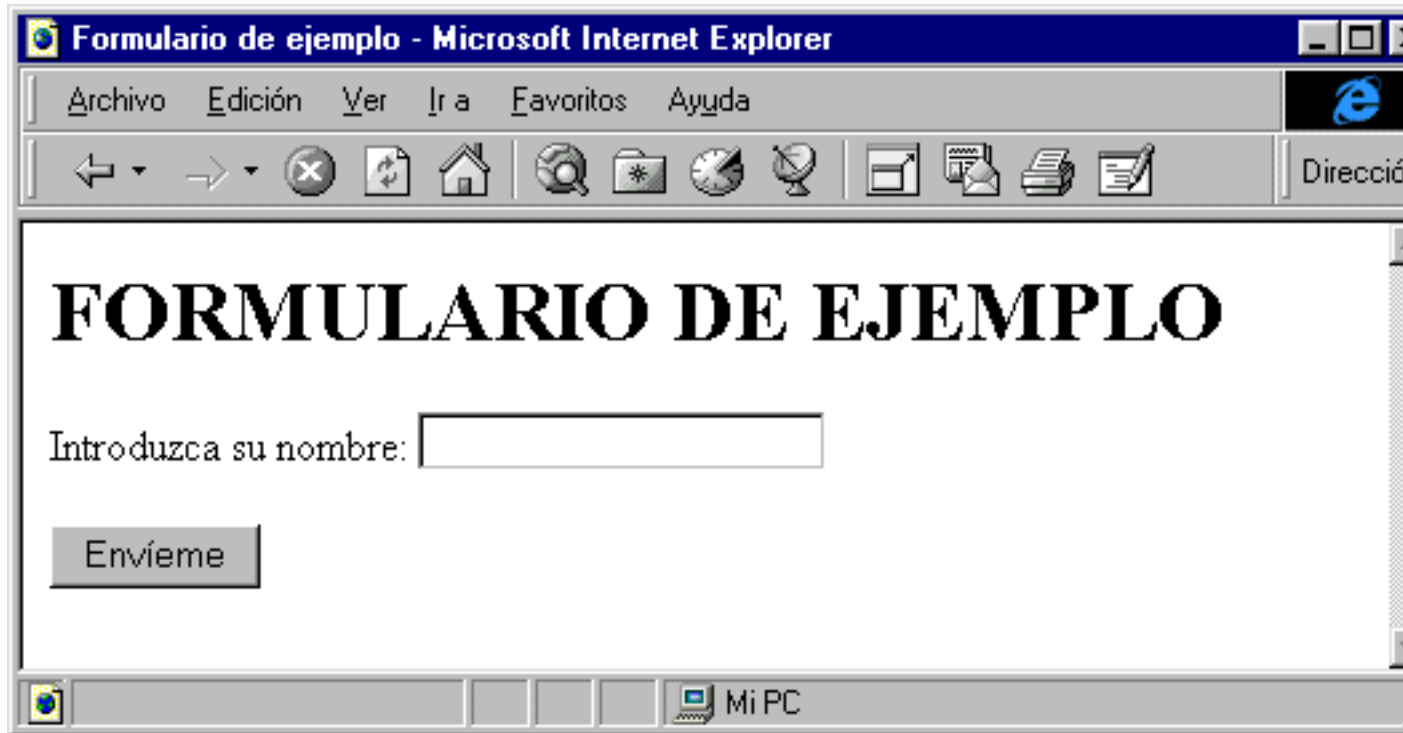 Formulario de ejemplo - Microsoft Internet Explorer
Archivo Edición Ver Ir a Favoritos Ayuda
Direcció
FORMULARIO DE EJEMPLO
Introduzca su nombre:
Envíeme
Mi PC